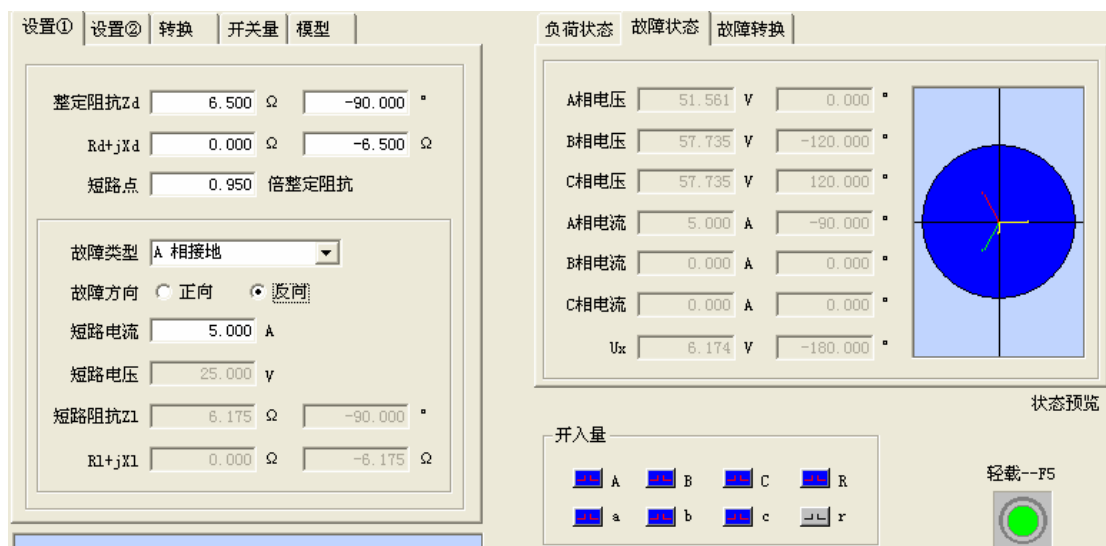 设置① 设置② 转换 开关量 模型
整定阻抗Zd 6.500 Ω -90.000 °
Rd+jXd 0.000 Ω -6.500 Ω
短路点 0.950 倍整定阻抗
故障类型 A 相接地
故障方向 正向 反向
短路电流 5.000 A
短路电压 25.000 V
短路阻抗Zl 6.175 Ω -90.000 °
Rl+jXl 0.000 Ω -6.175 Ω
负荷状态 故障状态 故障转换
A相电压 51.561 V 0.000 °
B相电压 57.735 V -120.000 °
C相电压 57.735 V 120.000 °
A相电流 5.000 A -90.000 °
B相电流 0.000 A 0.000 °
C相电流 0.000 A 0.000 °
Ux 6.174 V -180.000 °
状态预览
开入量
A B C R
a b c r
轻载--F5